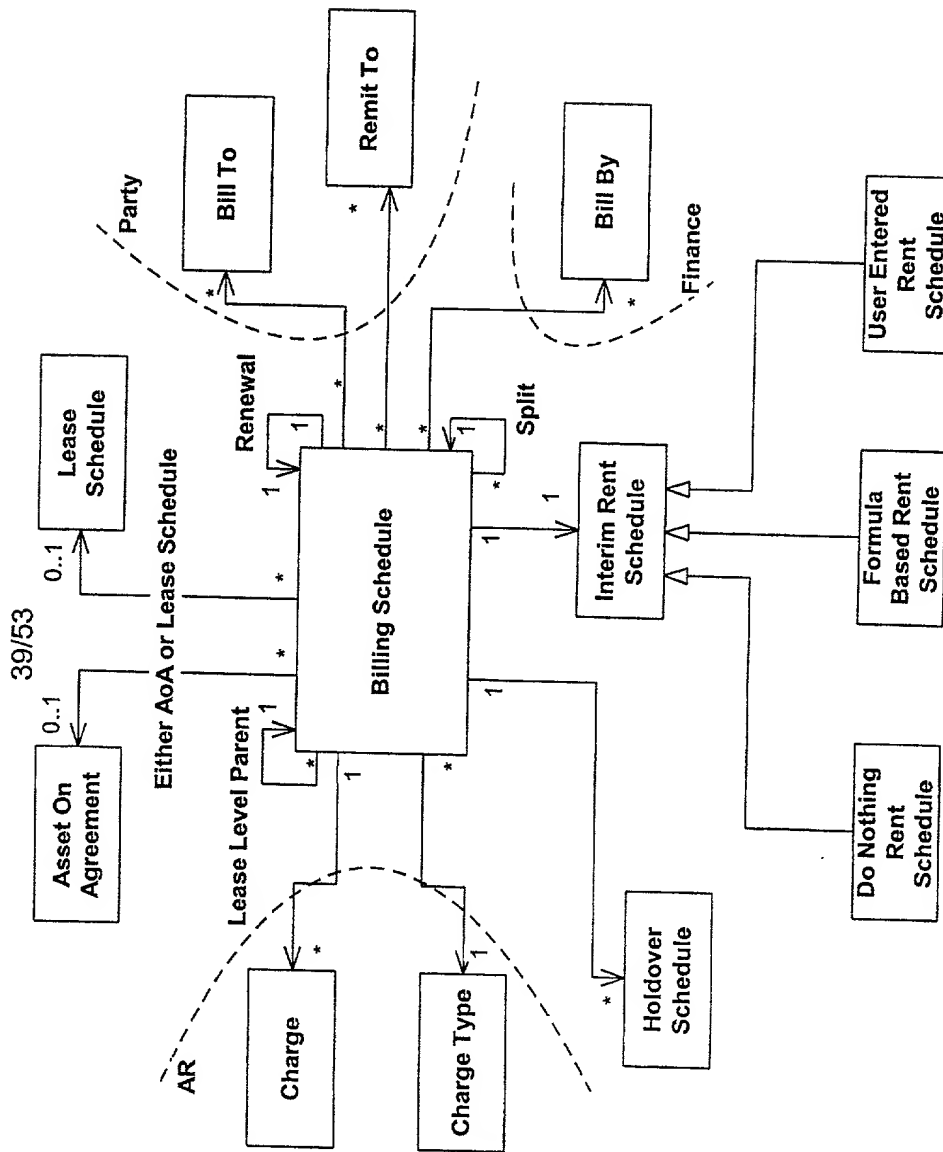 39/53
Asset On
Agreement
0..1
Lease
Schedule
0..1
Either AoA or Lease Schedule
*
*
Lease Level Parent
1
*
1
*
Renewal
1
1
Billing Schedule
Party
Bill To
*
*
Remit To
*
*
Bill By
*
*
Finance
Split
1
*
AR
Charge
*
Charge Type
1
1
Holdover
Schedule
*
1
1
Interim Rent
Schedule
Do Nothing
Rent
Schedule
Formula
Based Rent
Schedule
User Entered
Rent
Schedule